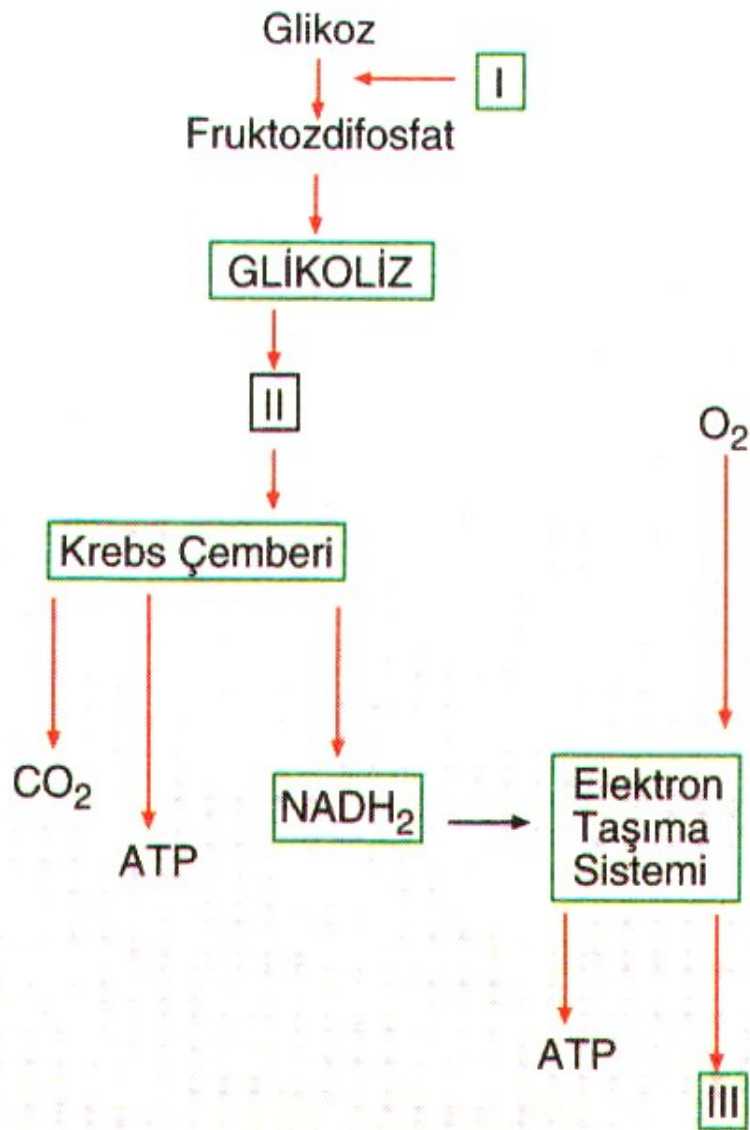 Glikoz
I
Fruktozdifosfat
GLİKOLİZ
II
O₂
Krebs Çemberi
CO₂
ATP
NADH₂
Elektron
Taşıma
Sistemi
ATP
III